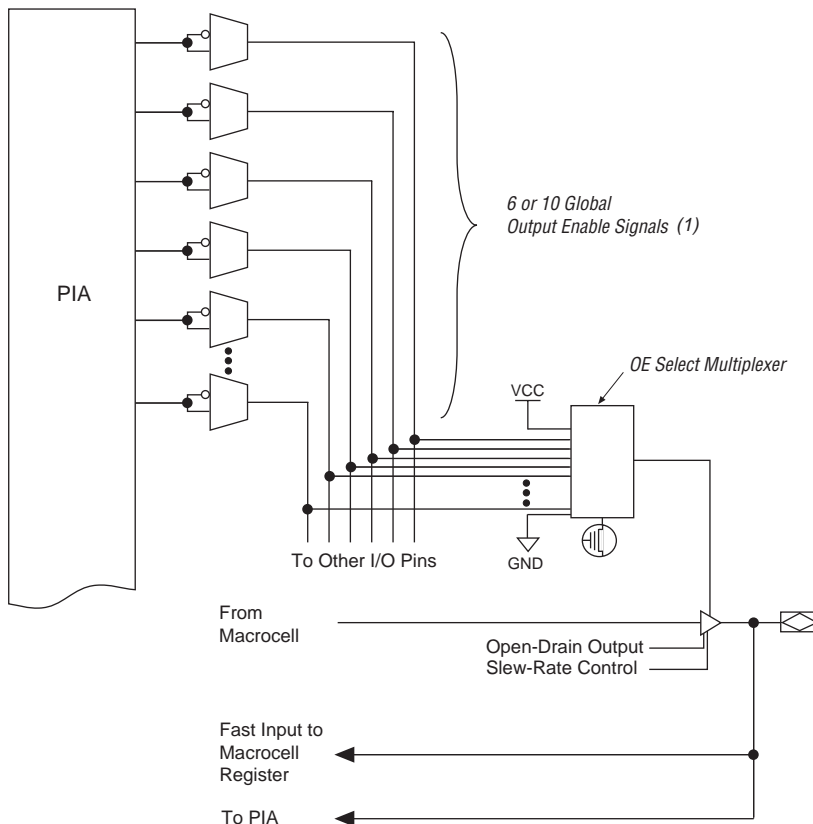 PIA
6 or 10 Global
Output Enable Signals (1)
OE Select Multiplexer
VCC
GND
To Other I/O Pins
From
Macrocell
Open-Drain Output
Slew-Rate Control
Fast Input to
Macrocell
Register
To PIA